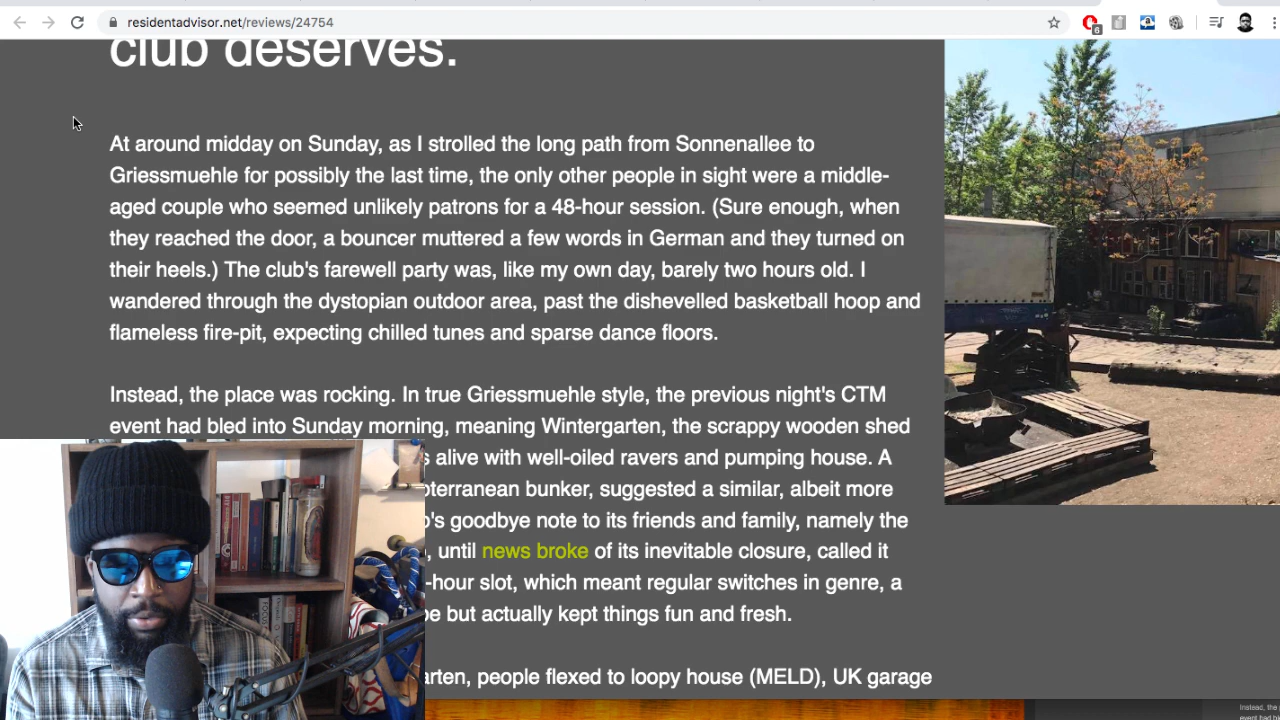 residentadvisor.net/reviews/24754
6
club deserves.
At around midday on Sunday, as I strolled the long path from Sonnenallee to
Griessmuehle for possibly the last time, the only other people in sight were a middle-
aged couple who seemed unlikely patrons for a 48-hour session. (Sure enough, when
they reached the door, a bouncer muttered a few words in German and they turned on
their heels.) The club's farewell party was, like my own day, barely two hours old. I
wandered through the dystopian outdoor area, past the dishevelled basketball hoop and
flameless fire-pit, expecting chilled tunes and sparse dance floors.
Instead, the place was rocking. In true Griessmuehle style, the previous night's CTM
event had bled into Sunday morning, meaning Wintergarten, the scrappy wooden shed
s alive with well-oiled ravers and pumping house. A
oterranean bunker, suggested a similar, albeit more
o's goodbye note to its friends and family, namely the
, until news broke of its inevitable closure, called it
-hour slot, which meant regular switches in genre, a
be but actually kept things fun and fresh.
arten, people flexed to loopy house (MELD), UK garage
Instead, the
event had